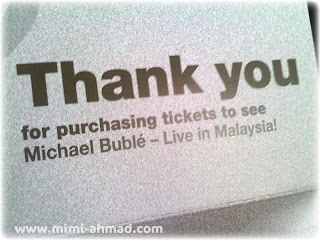 Thank you
for purchasing tickets to see
Michael Bublé – Live in Malaysia!
www.mimi-ahmad.com